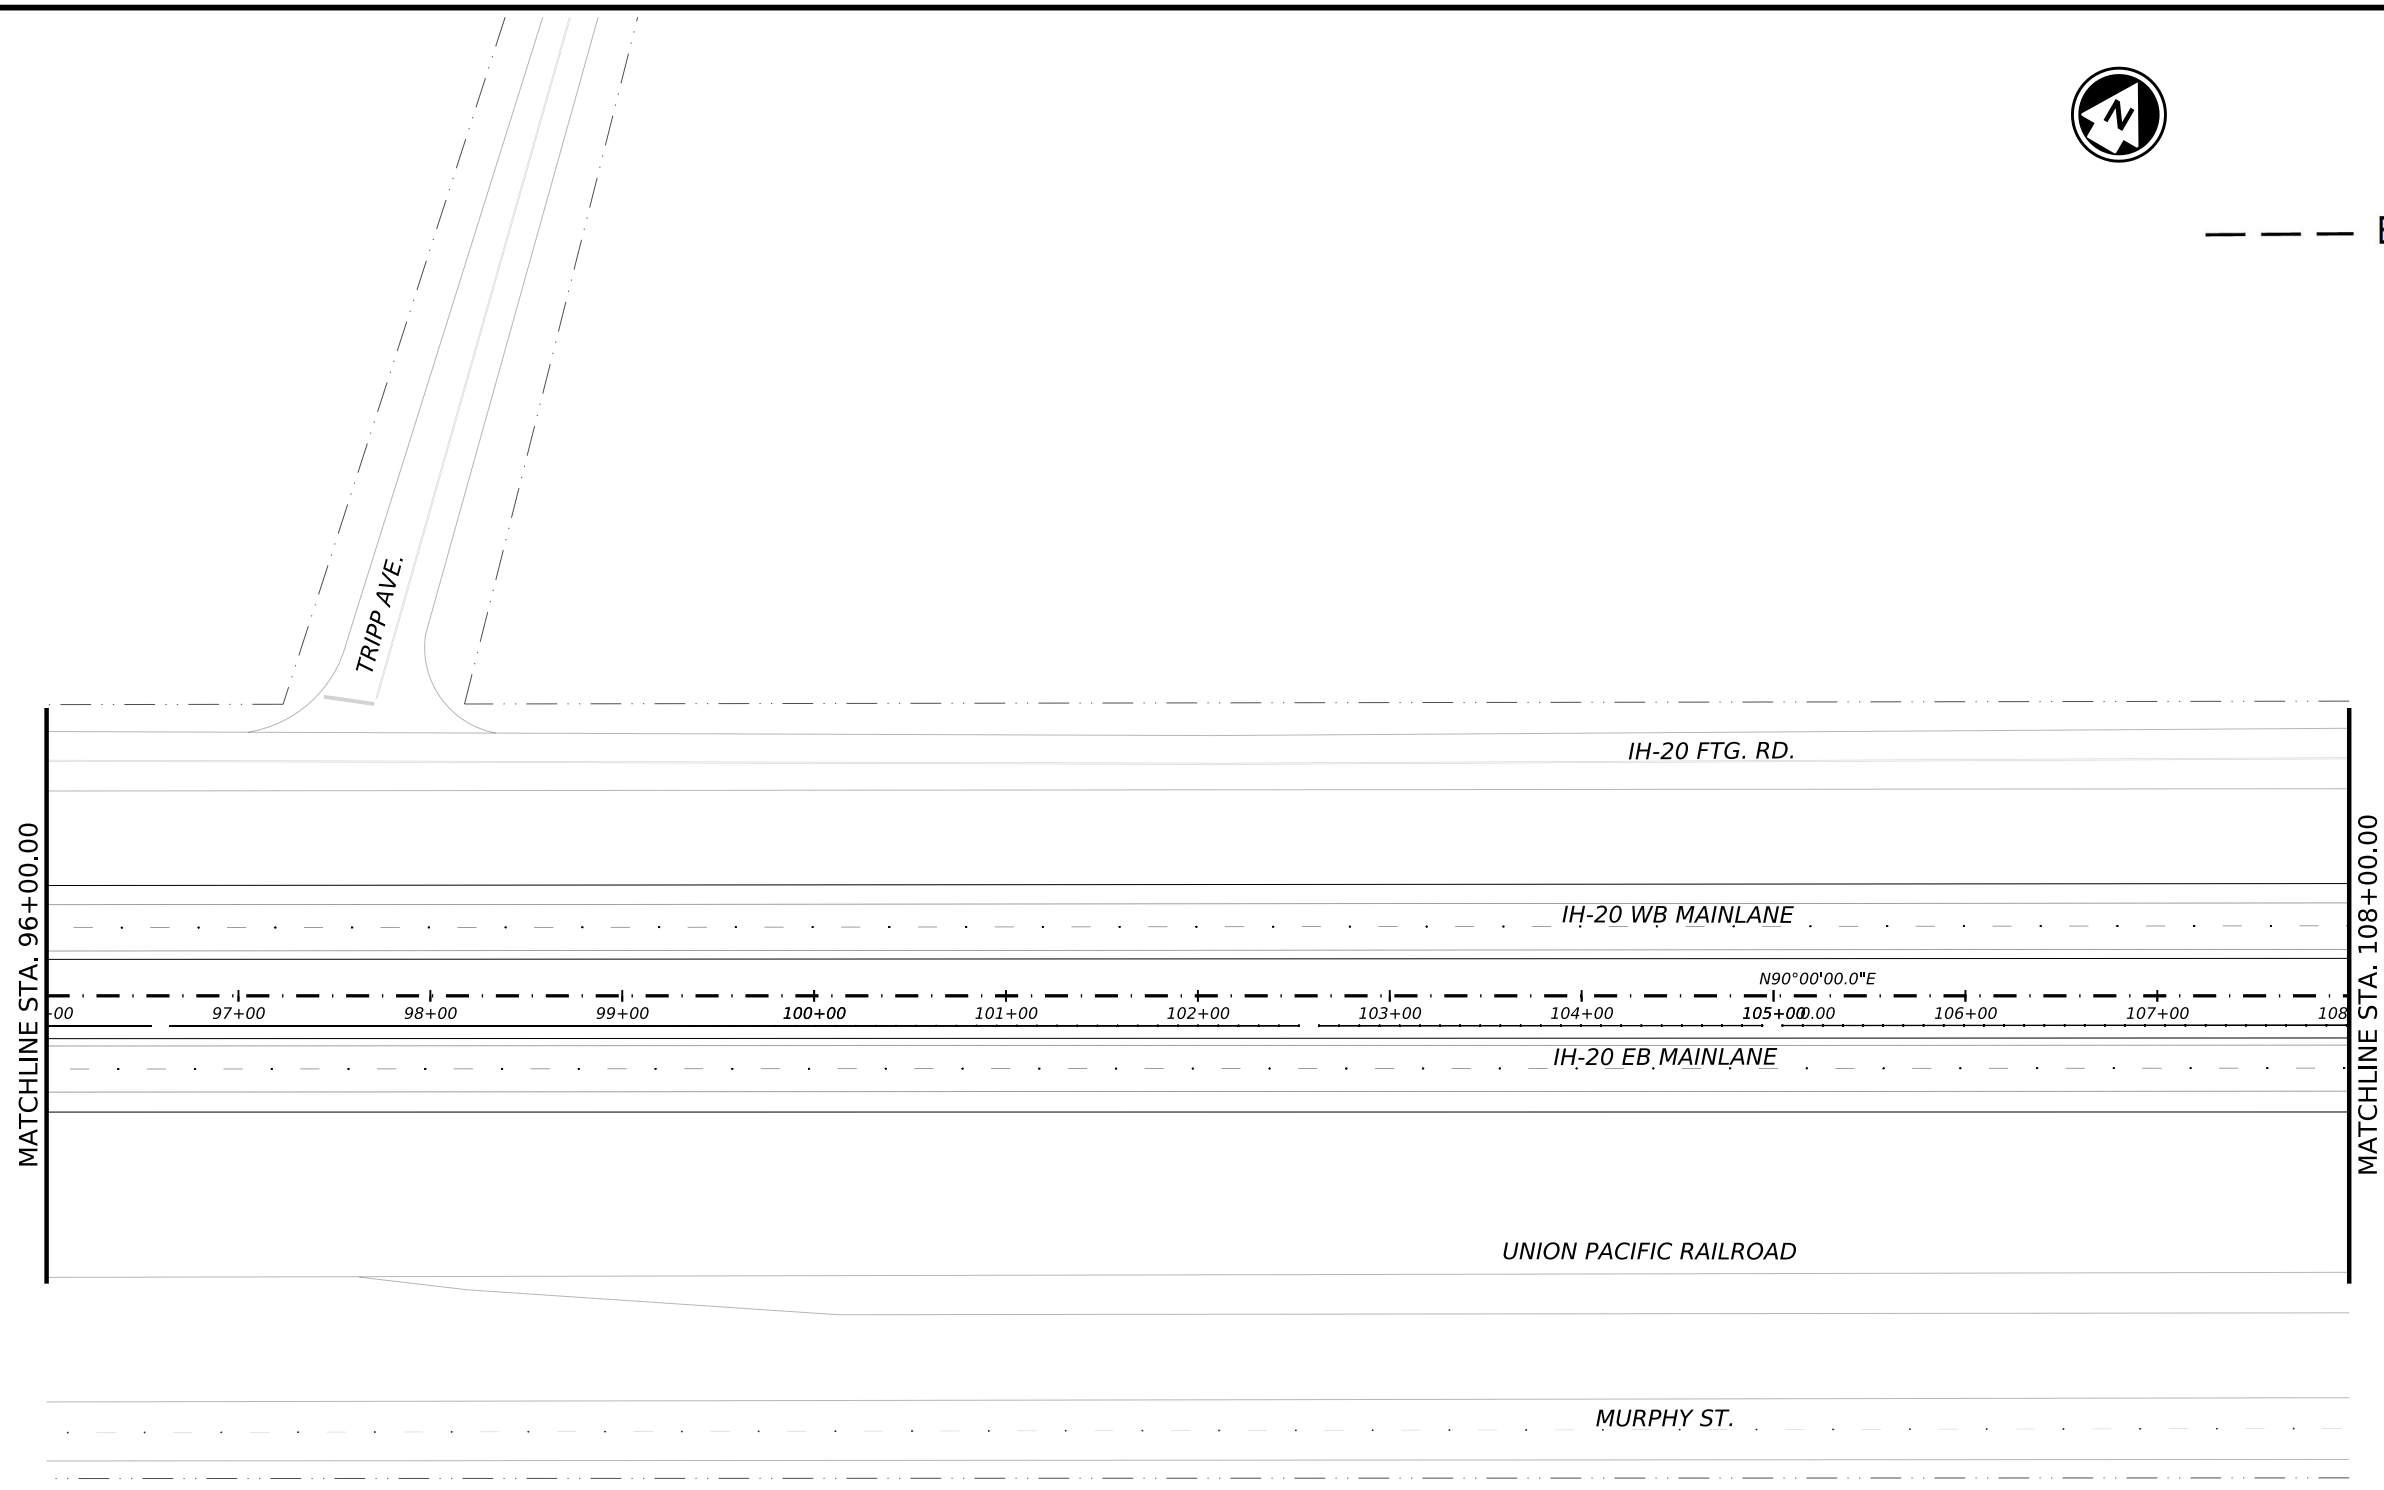 N
TRIPP AVE.
IH-20 FTG. RD.
MATCHLINE STA. 96+00.00
MATCHLINE STA. 108+00.00
IH-20 WB MAINLANE
N90°00'00.0"E
97+00
98+00
99+00
100+00
101+00
102+00
103+00
104+00
105+00
106+00
107+00
108
IH-20 EB MAINLANE
UNION PACIFIC RAILROAD
MURPHY ST.